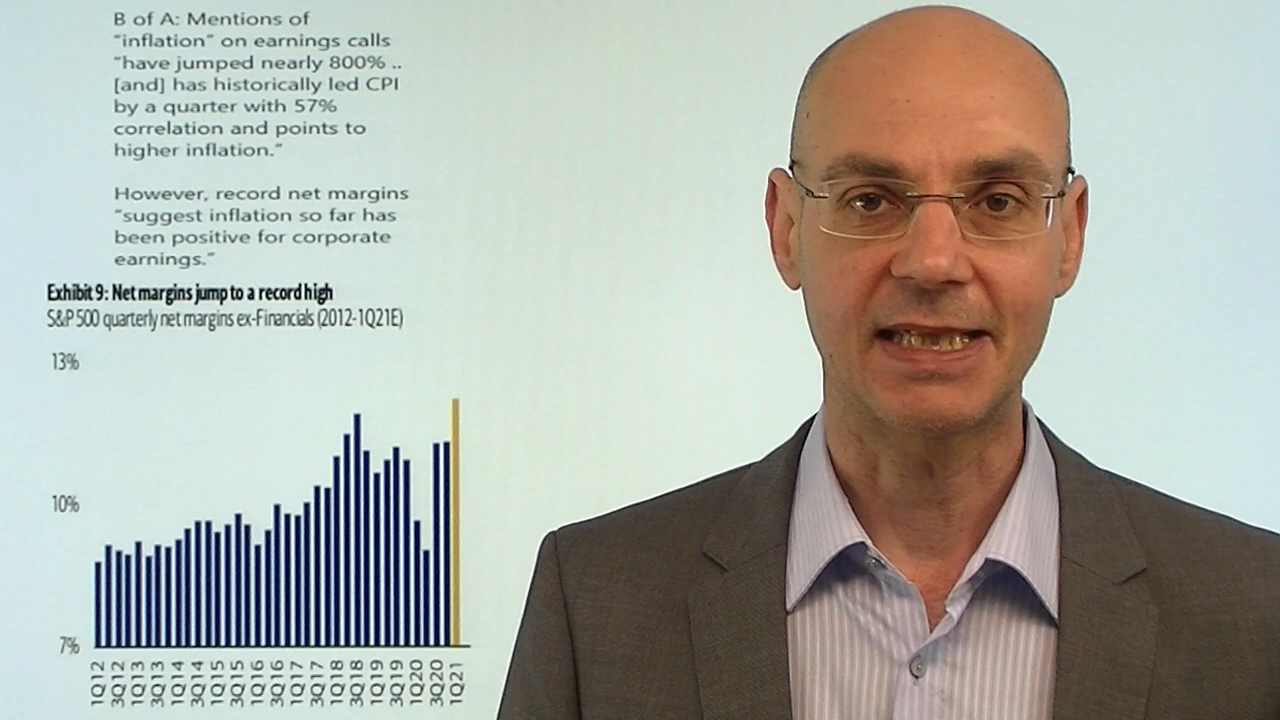 B of A: Mentions of
“inflation” on earnings calls
“have jumped nearly 800% ..
[and] has historically led CPI
by a quarter with 57%
correlation and points to
higher inflation.”
However, record net margins
“suggest inflation so far has
been positive for corporate
earnings.”
Exhibit 9: Net margins jump to a record high
S&P 500 quarterly net margins ex-Financials (2012-1Q21E)
13%
10%
7%
1Q12
3Q12
1Q13
3Q13
1Q14
3Q14
1Q15
3Q15
1Q16
3Q16
1Q17
3Q17
1Q18
3Q18
1Q19
3Q19
1Q20
3Q20
1Q21